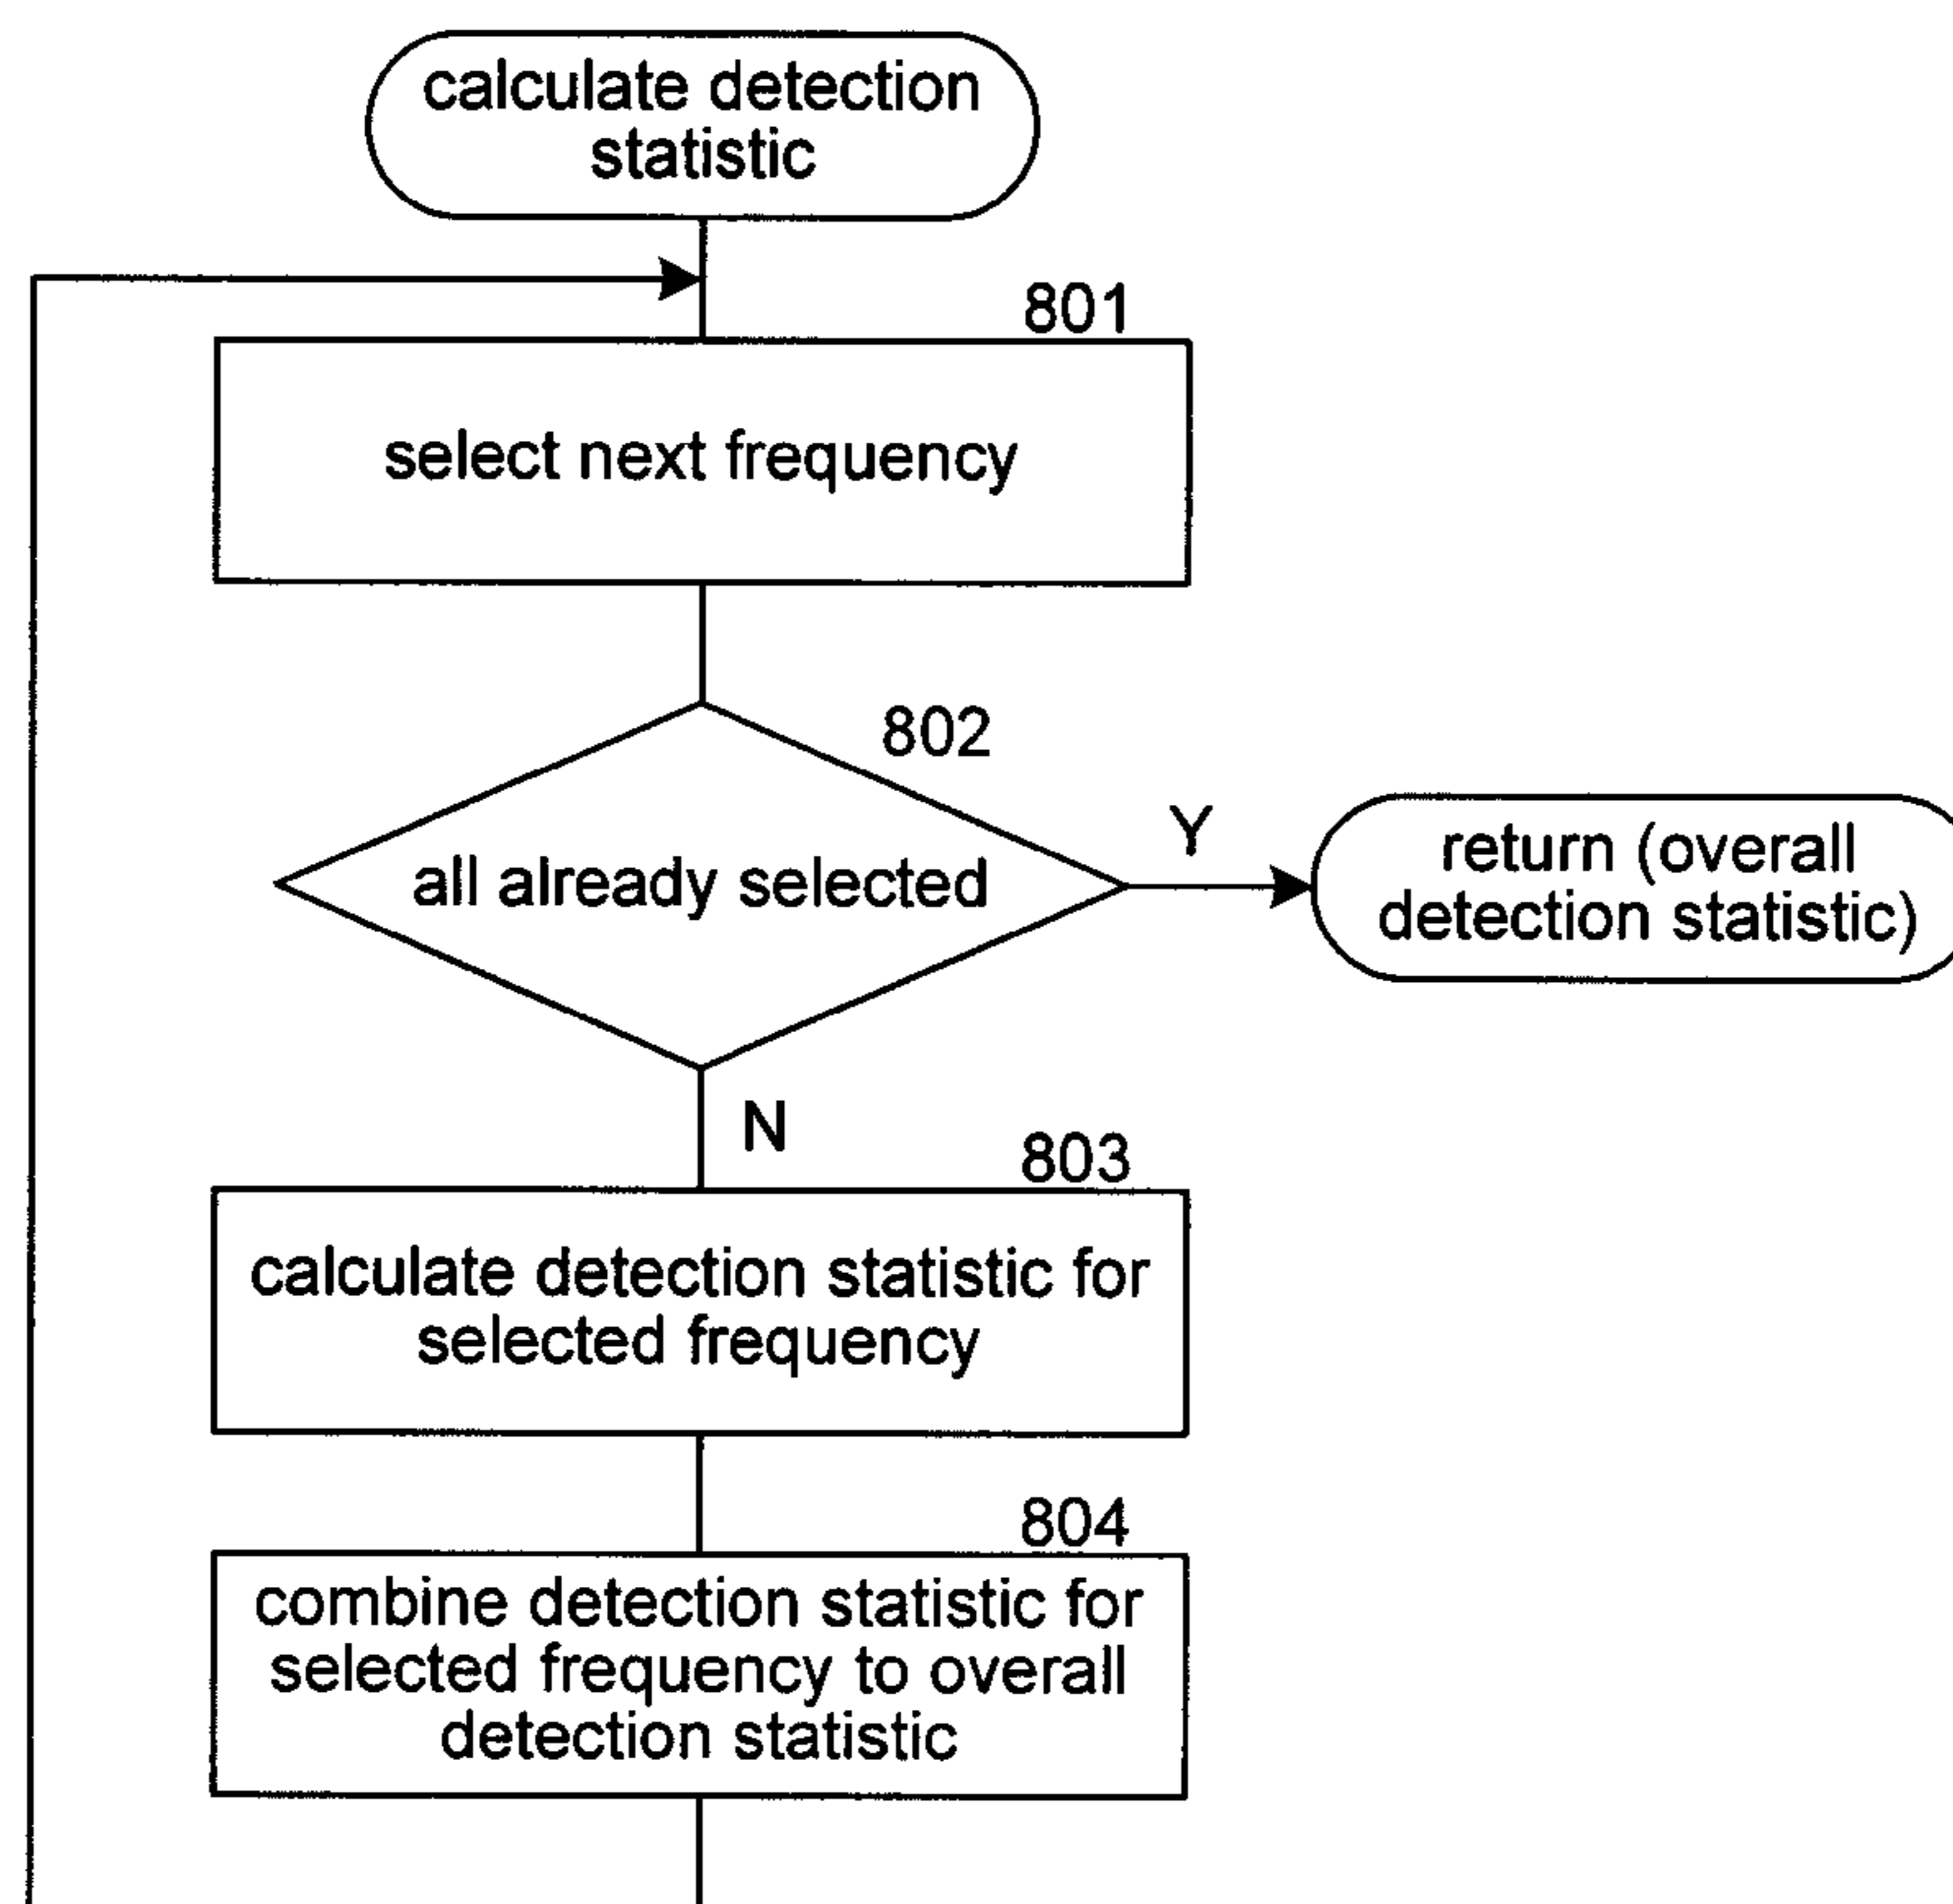 calculate detection
statistic
801
select next frequency
802
all already selected
Y
return (overall
detection statistic)
N
803
calculate detection statistic for
selected frequency
804
combine detection statistic for
selected frequency to overall
detection statistic